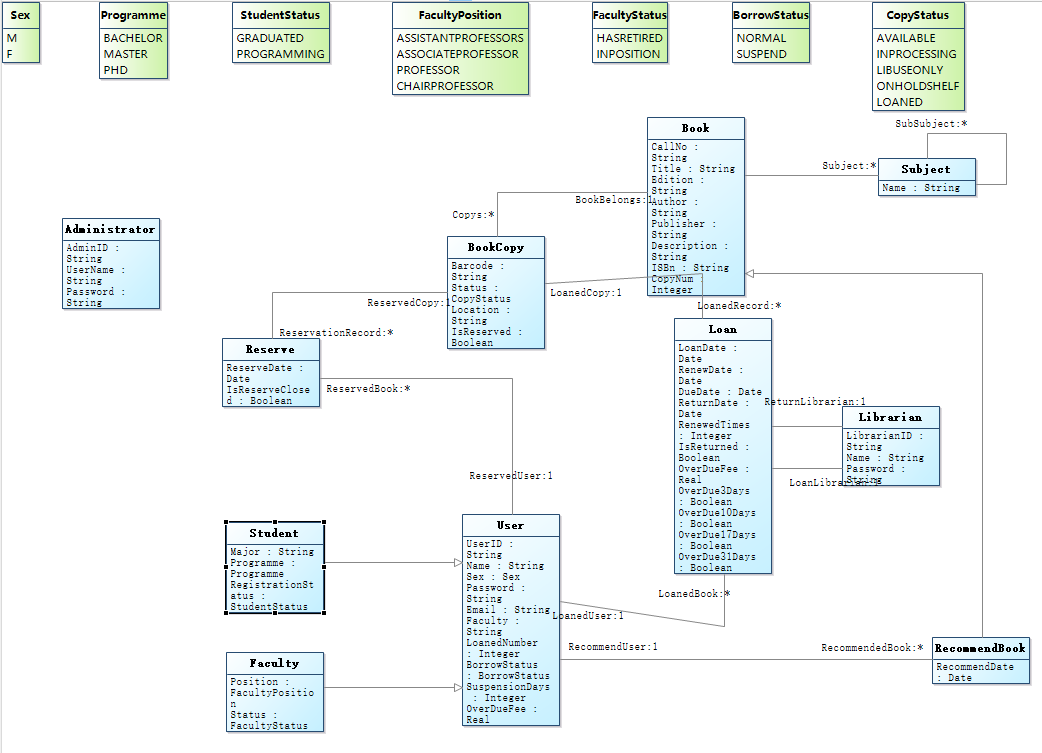 Sex
M
F
Programme
BACHELOR
MASTER
PHD
StudentStatus
GRADUATED
PROGRAMMING
FacultyPosition
ASSISTANTPROFESSORS
ASSOCIATEPROFESSOR
PROFESSOR
CHAIRPROFESSOR
FacultyStatus
HASRETIRED
INPOSITION
BorrowStatus
NORMAL
SUSPEND
CopyStatus
AVAILABLE
INPROCESSING
LIBUSEONLY
ONHOLDSHELF
LOANED
Book
CallNo :
String
Title : String
Edition :
String
Author :
String
Publisher :
String
Description :
String
ISBn : String
CopyNum :
Integer
SubSubject:*
Subject:*
Subject
Name : String
BookBelongs:1
Copys:*
Administrator
AdminID :
String
UserName :
String
Password :
String
BookCopy
Barcode :
String
Status :
CopyStatus
Location :
String
IsReserved :
Boolean
LoanedCopy:1
LoanedRecord:*
ReservedCopy:1
ReservationRecord:*
Reserve
ReserveDate :
Date
IsReserveClose
d : Boolean
ReservedBook:*
ReservedUser:1
Loan
LoanDate :
Date
RenewDate :
Date
DueDate : Date
ReturnDate :
Date
RenewedTimes
: Integer
IsReturned :
Boolean
OverDueFee :
Real
OverDue3Days
: Boolean
OverDue10Days
: Boolean
OverDue17Days
: Boolean
OverDue31Days
: Boolean
ReturnLibrarian:1
Librarian
LibrarianID :
String
Name : String
Password :
String
LoanLibrarian:1
Student
Major : String
Programme :
Programme
RegistrationSt
atus :
StudentStatus
User
UserID :
String
Name : String
Sex : Sex
Password :
String
Email : String
Faculty :
String
LoanedNumber
: Integer
BorrowStatus
: BorrowStatus
SuspensionDays
: Integer
OverDueFee :
Real
LoanedBook:*
LoanedUser:1
RecommendUser:1
RecommendedBook:*
RecommendBook
RecommendDate
: Date
Faculty
Position :
FacultyPositio
n
Status :
FacultyStatus